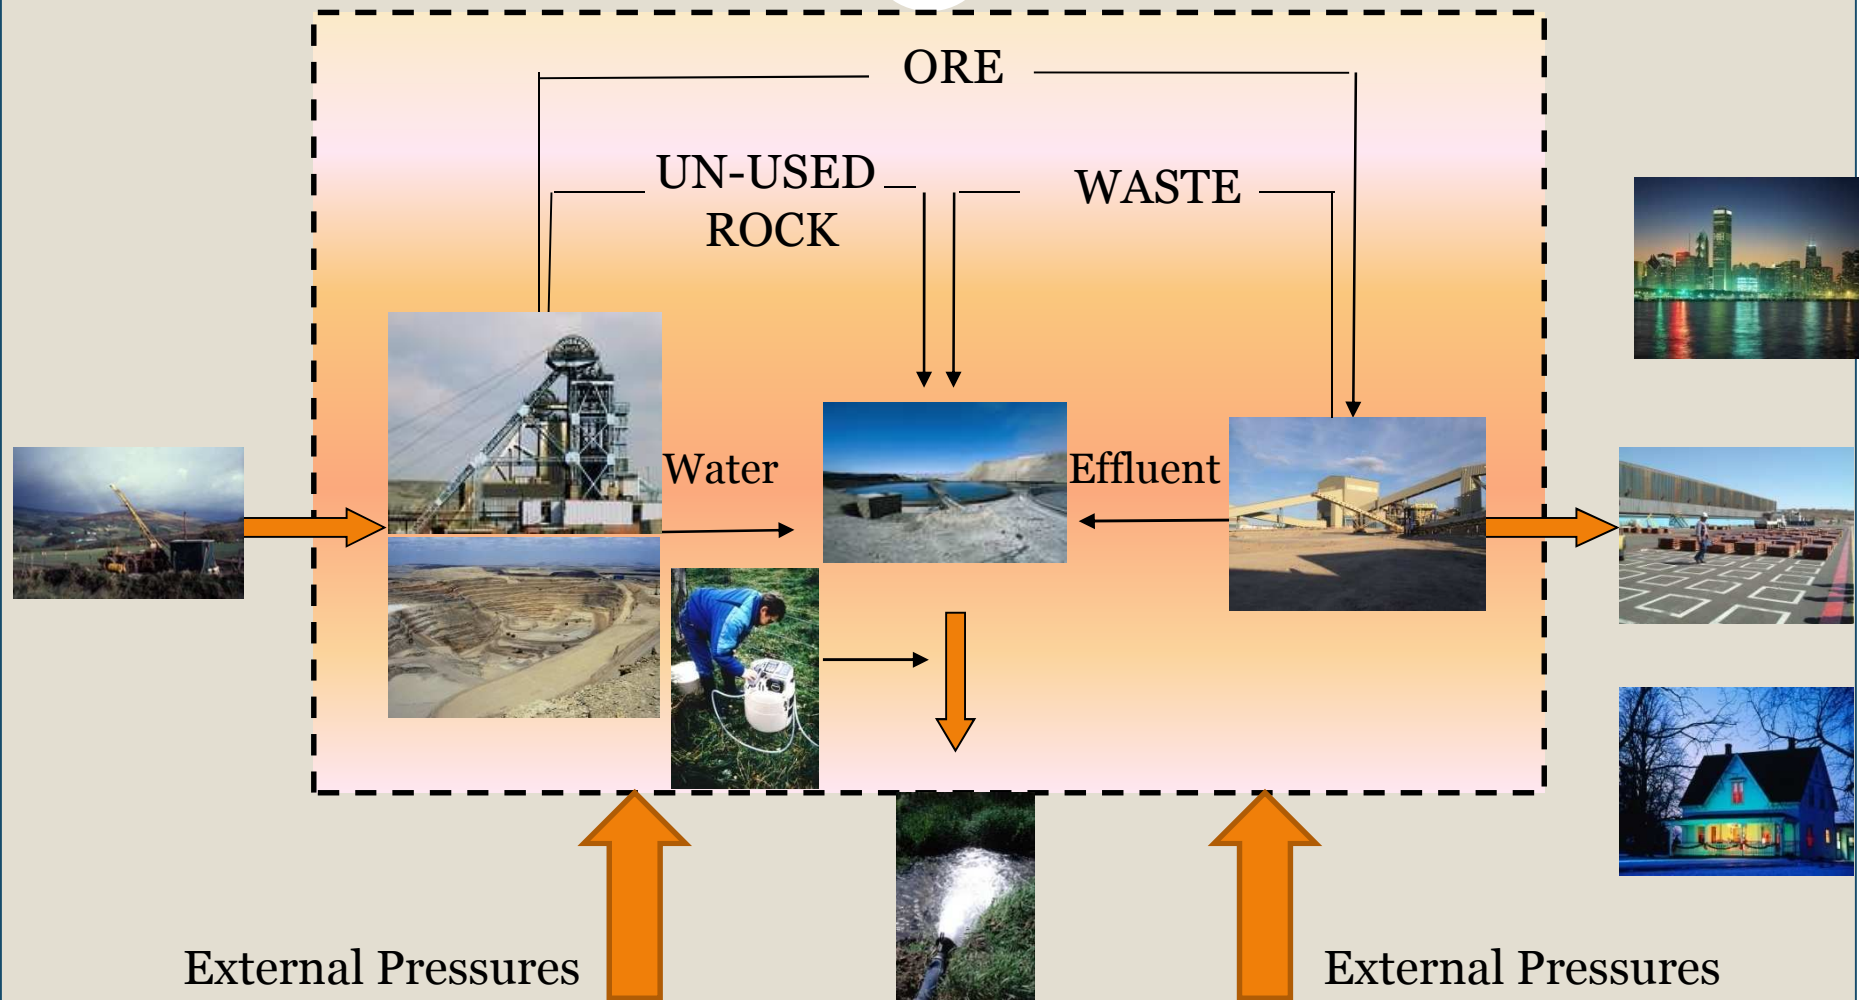 ORE
UN-USED
ROCK
WASTE
Water
Effluent
External Pressures
External Pressures